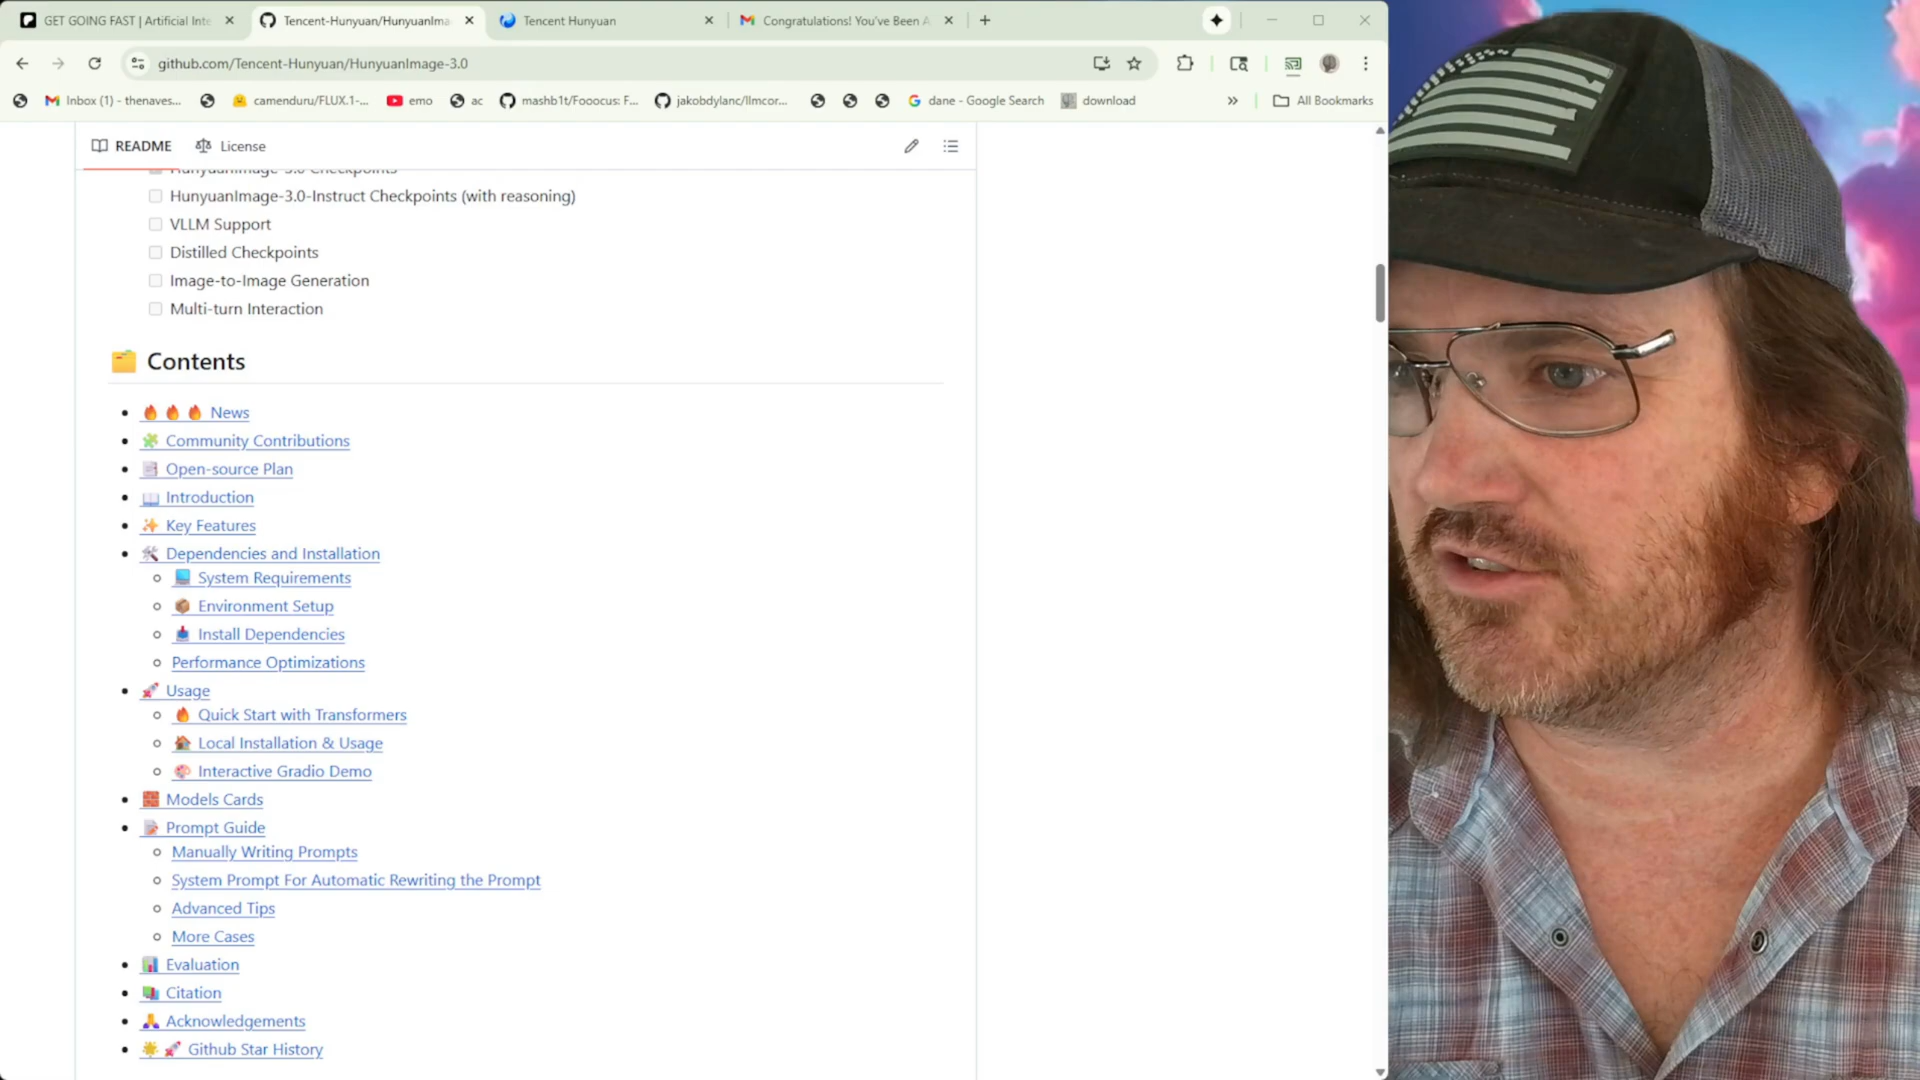 GET GOING FAST | Artificial Inte
Tencent-Hunyuan/HunyuanIma
Tencent Hunyuan
Congratulations! You've Been A
github.com/Tencent-Hunyuan/HunyuanImage-3.0
Inbox (1) - thenaves...
camenduru/FLUX.1-...
emo
ac
mashb1t/Fooocus: F...
jakobdylanc/llmcor...
dane - Google Search
download
All Bookmarks
README
License
HunyuanImage-3.0 Checkpoints
HunyuanImage-3.0-Instruct Checkpoints (with reasoning)
VLLM Support
Distilled Checkpoints
Image-to-Image Generation
Multi-turn Interaction
Contents
News
Community Contributions
Open-source Plan
Introduction
Key Features
Dependencies and Installation
System Requirements
Environment Setup
Install Dependencies
Performance Optimizations
Usage
Quick Start with Transformers
Local Installation & Usage
Interactive Gradio Demo
Models Cards
Prompt Guide
Manually Writing Prompts
System Prompt For Automatic Rewriting the Prompt
Advanced Tips
More Cases
Evaluation
Citation
Acknowledgements
Github Star History